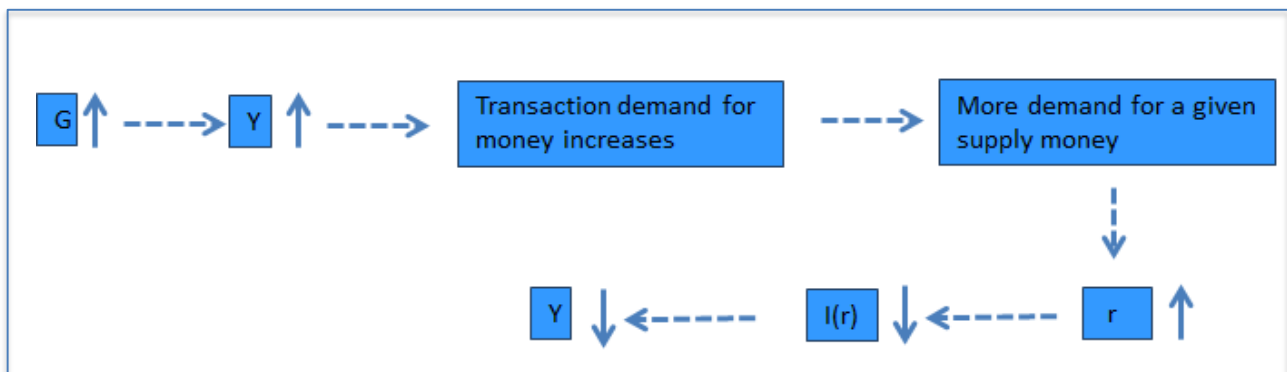 G
Y
Transaction demand for
money increases
More demand for a given
supply money
Y
I(r)
r